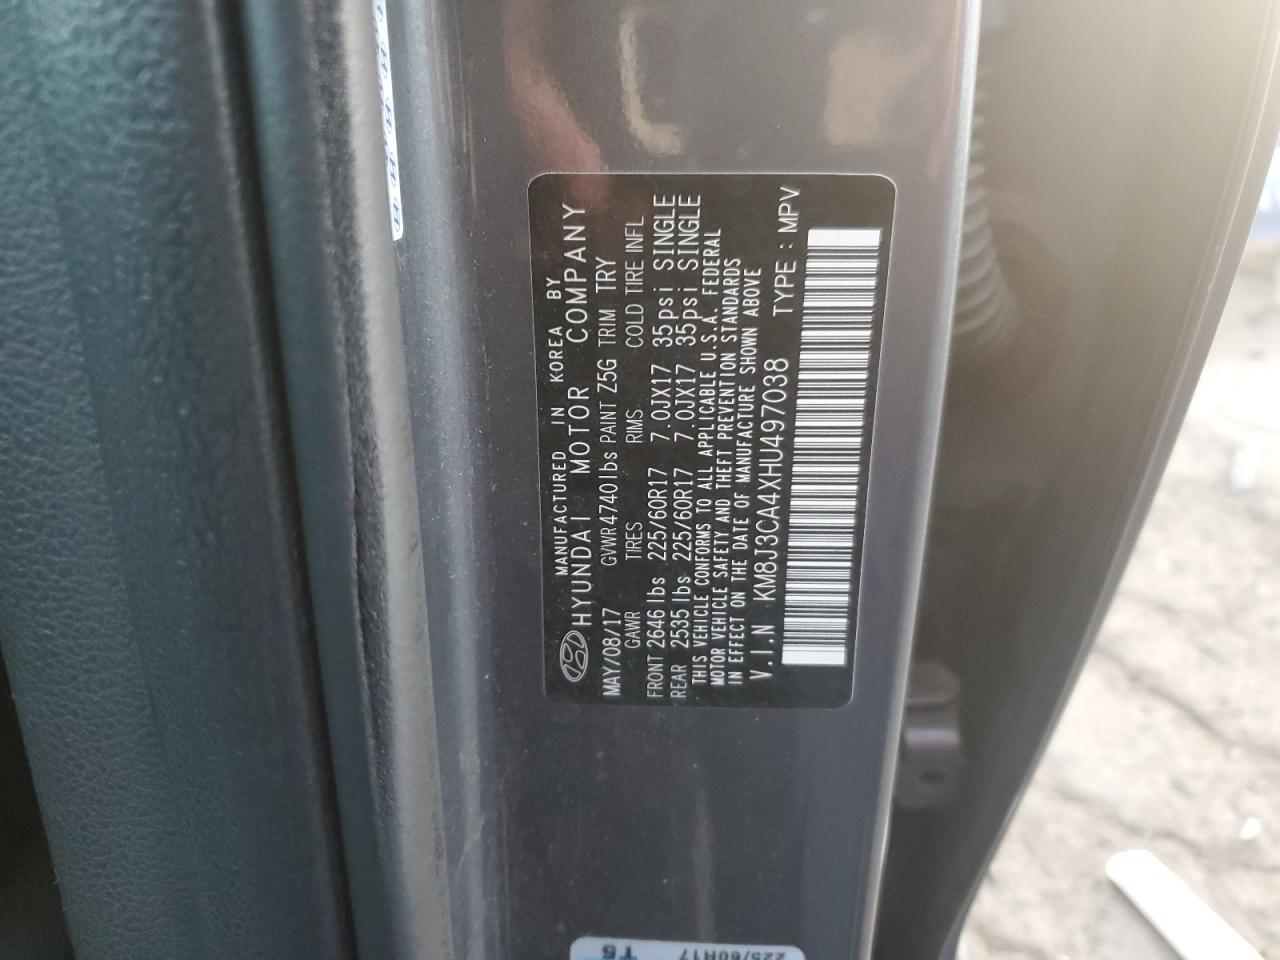 MANUFACTURED IN KOREA BY
HYUNDAI MOTOR COMPANY
MAY/08/17 GVWR4740lbs PAINT Z5G TRIM TRY
GAWR TIRES RIMS COLD TIRE INFL
FRONT 2646 lbs 225/60R17 7.0JX17 35psi SINGLE
REAR 2535 lbs 225/60R17 7.0JX17 35psi SINGLE
THIS VEHICLE CONFORMS TO ALL APPLICABLE U.S.A. FEDERAL
MOTOR VEHICLE SAFETY AND THEFT PREVENTION STANDARDS
IN EFFECT ON THE DATE OF MANUFACTURE SHOWN ABOVE
V.I.N KM8J3CA4XHU497038 TYPE : MPV
225/60R17
T5